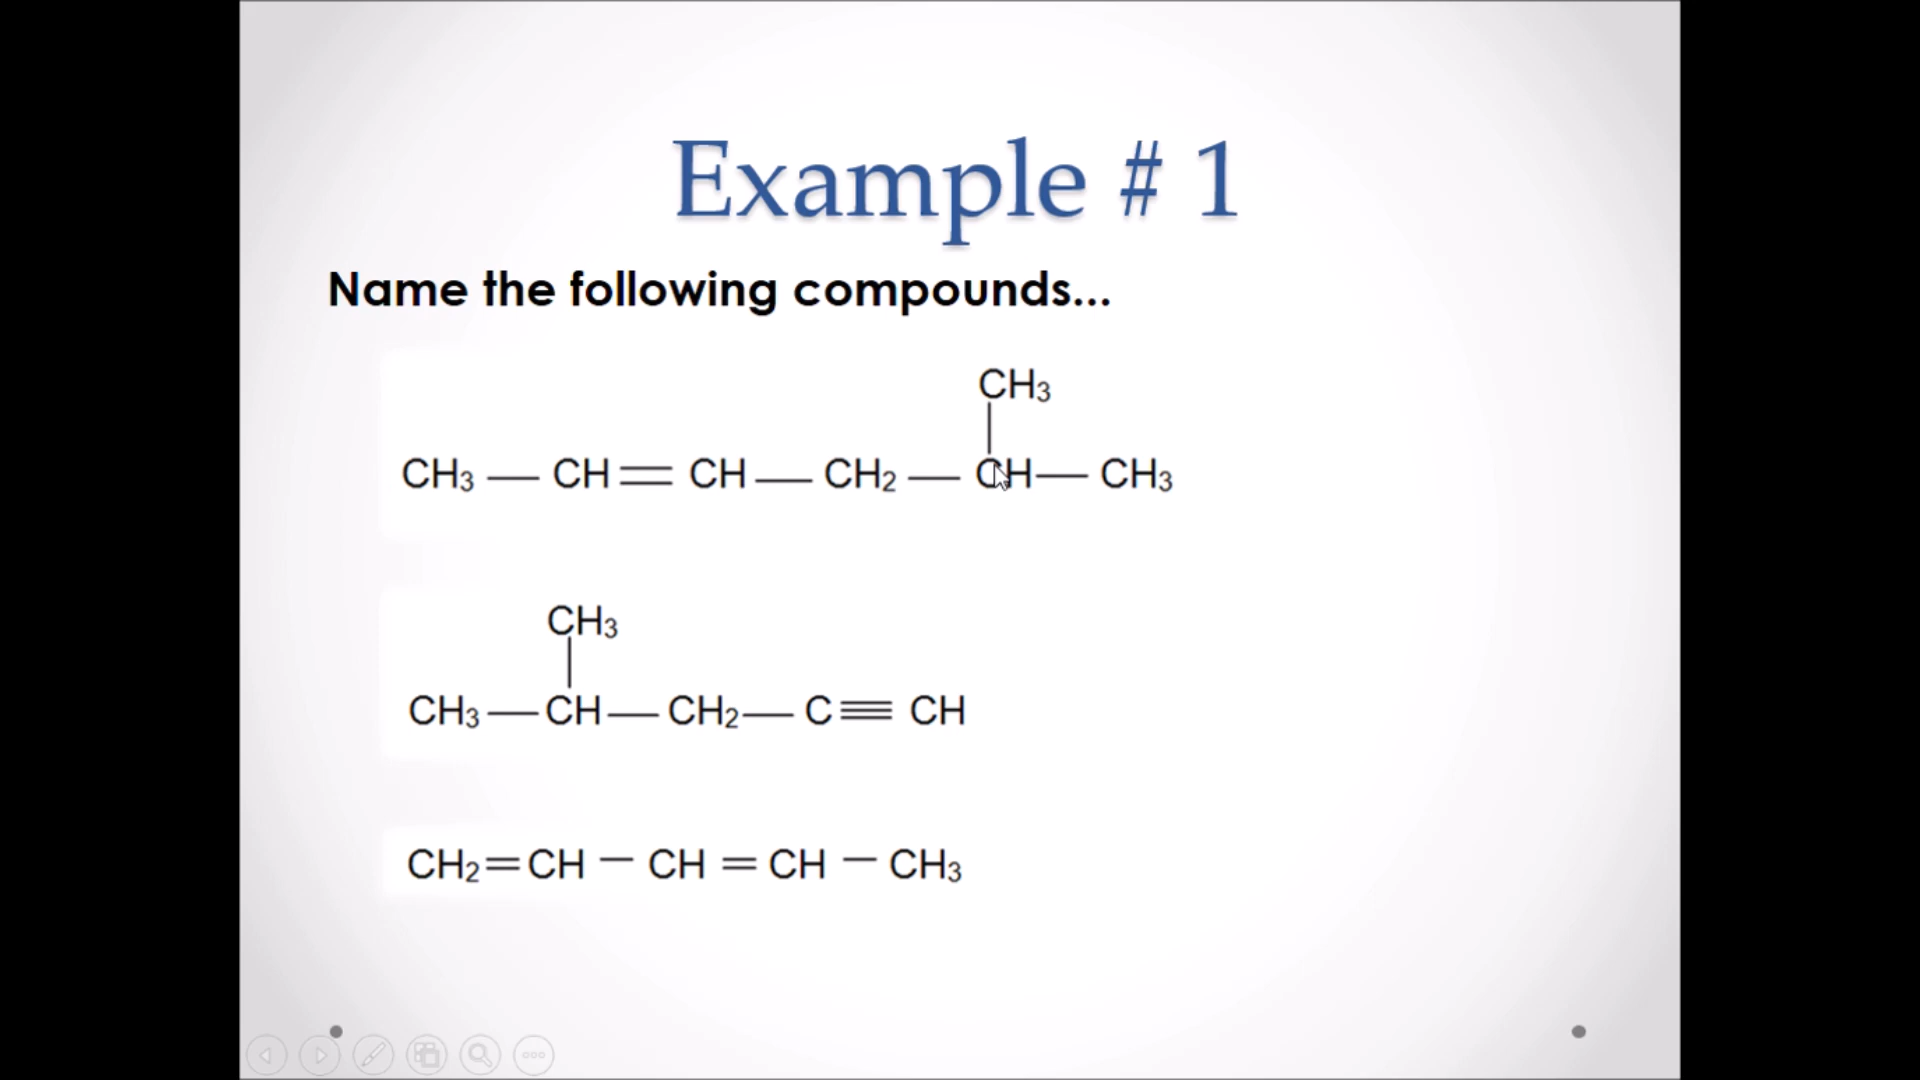 Example # 1
Name the following compounds...
CH₃
CH₃ — CH = CH — CH₂ — CH — CH₃
CH₃
CH₃ — CH — CH₂ — C ≡ CH
CH₂ = CH — CH = CH — CH₃